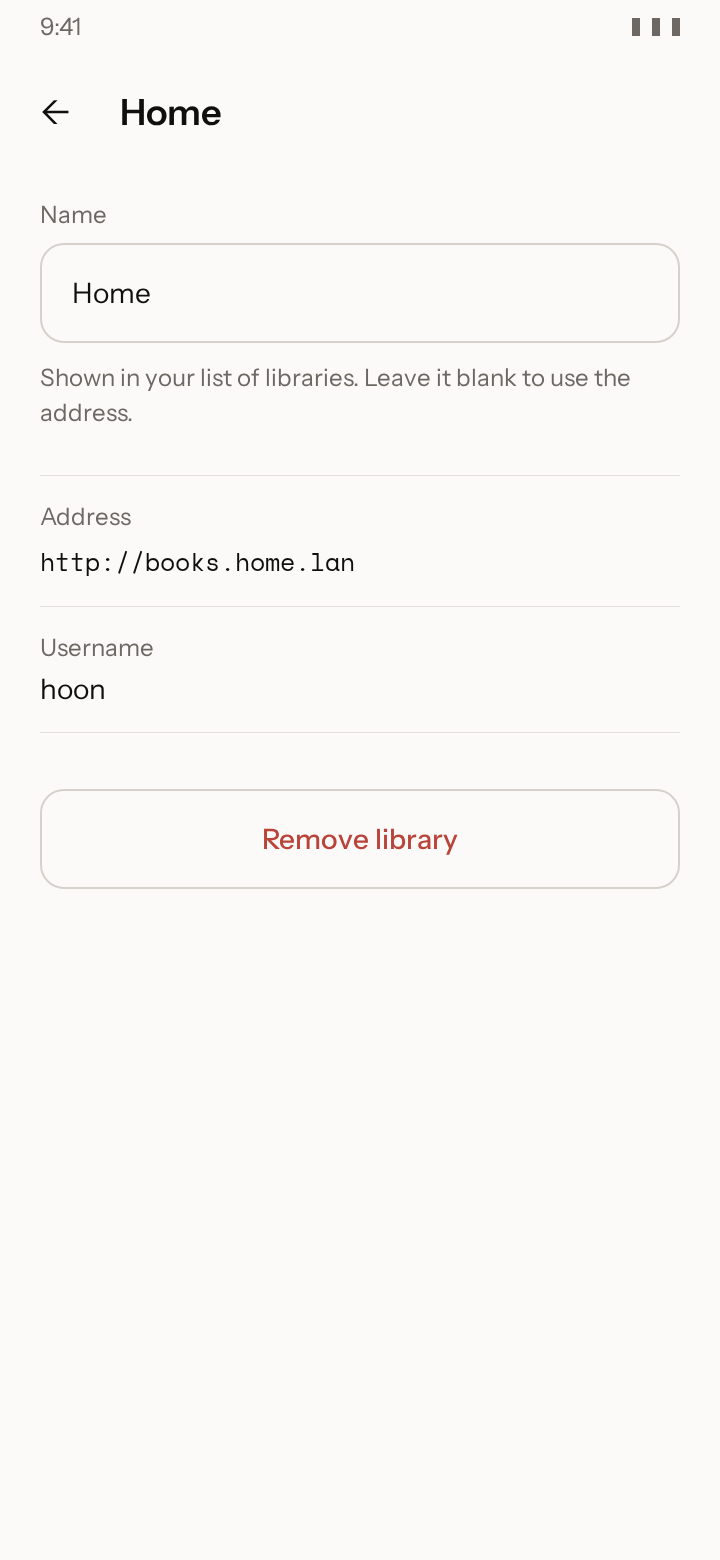 9:41
Home
Name
Home
Shown in your list of libraries. Leave it blank to use the
address.
Address
http://books.home.lan
Username
hoon
Remove library